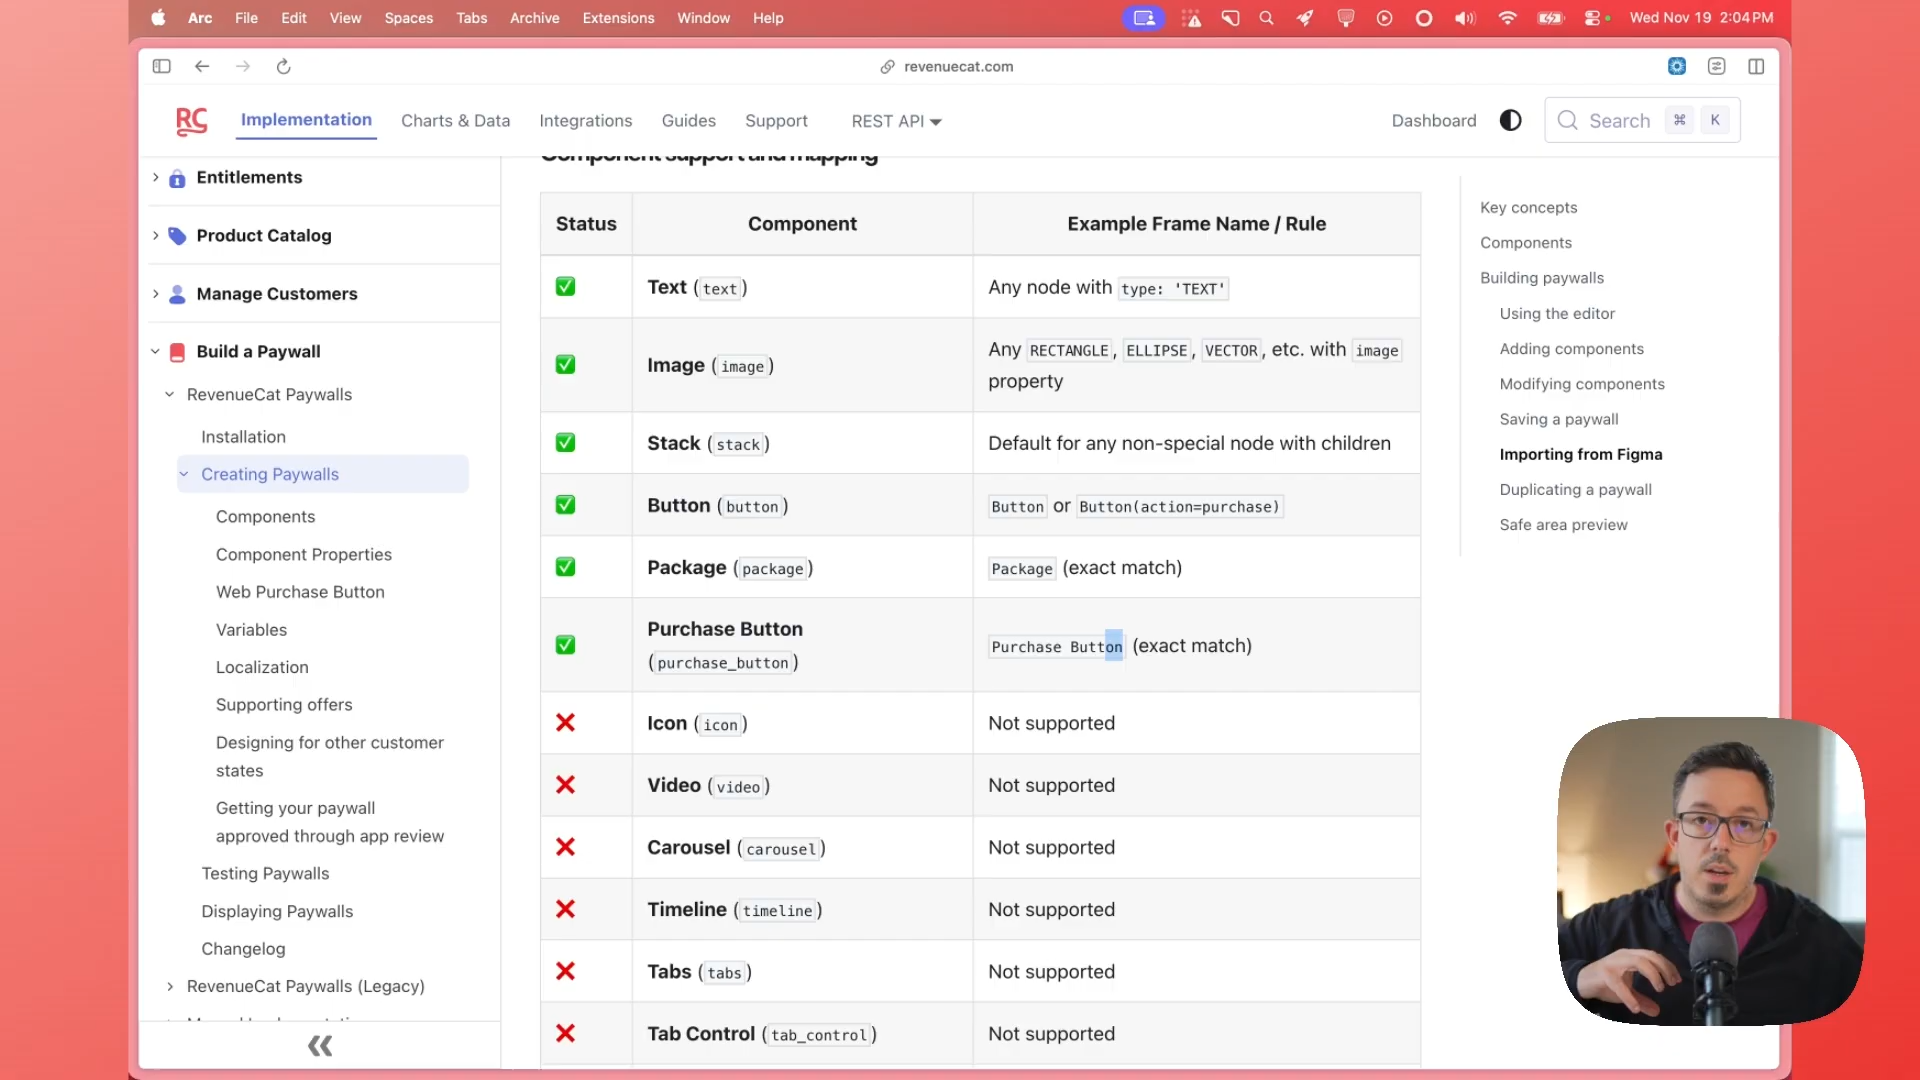 Arc File Edit View Spaces Tabs Archive Extensions Window Help Wed Nov 19 2:04 PM
revenuecat.com
RC Implementation Charts & Data Integrations Guides Support REST API Dashboard Search ⌘ K
Entitlements
Product Catalog
Manage Customers
Build a Paywall
RevenueCat Paywalls
Installation
Creating Paywalls
Components
Component Properties
Web Purchase Button
Variables
Localization
Supporting offers
Designing for other customer
states
Getting your paywall
approved through app review
Testing Paywalls
Displaying Paywalls
Changelog
RevenueCat Paywalls (Legacy)
Component support and mapping
Status Component Example Frame Name / Rule
✅ Text (text) Any node with type: 'TEXT'
✅ Image (image) Any RECTANGLE, ELLIPSE, VECTOR, etc. with image
property
✅ Stack (stack) Default for any non-special node with children
✅ Button (button) Button or Button(action=purchase)
✅ Package (package) Package (exact match)
✅ Purchase Button
(purchase_button) Purchase Button (exact match)
❌ Icon (icon) Not supported
❌ Video (video) Not supported
❌ Carousel (carousel) Not supported
❌ Timeline (timeline) Not supported
❌ Tabs (tabs) Not supported
❌ Tab Control (tab_control) Not supported
Key concepts
Components
Building paywalls
Using the editor
Adding components
Modifying components
Saving a paywall
Importing from Figma
Duplicating a paywall
Safe area preview